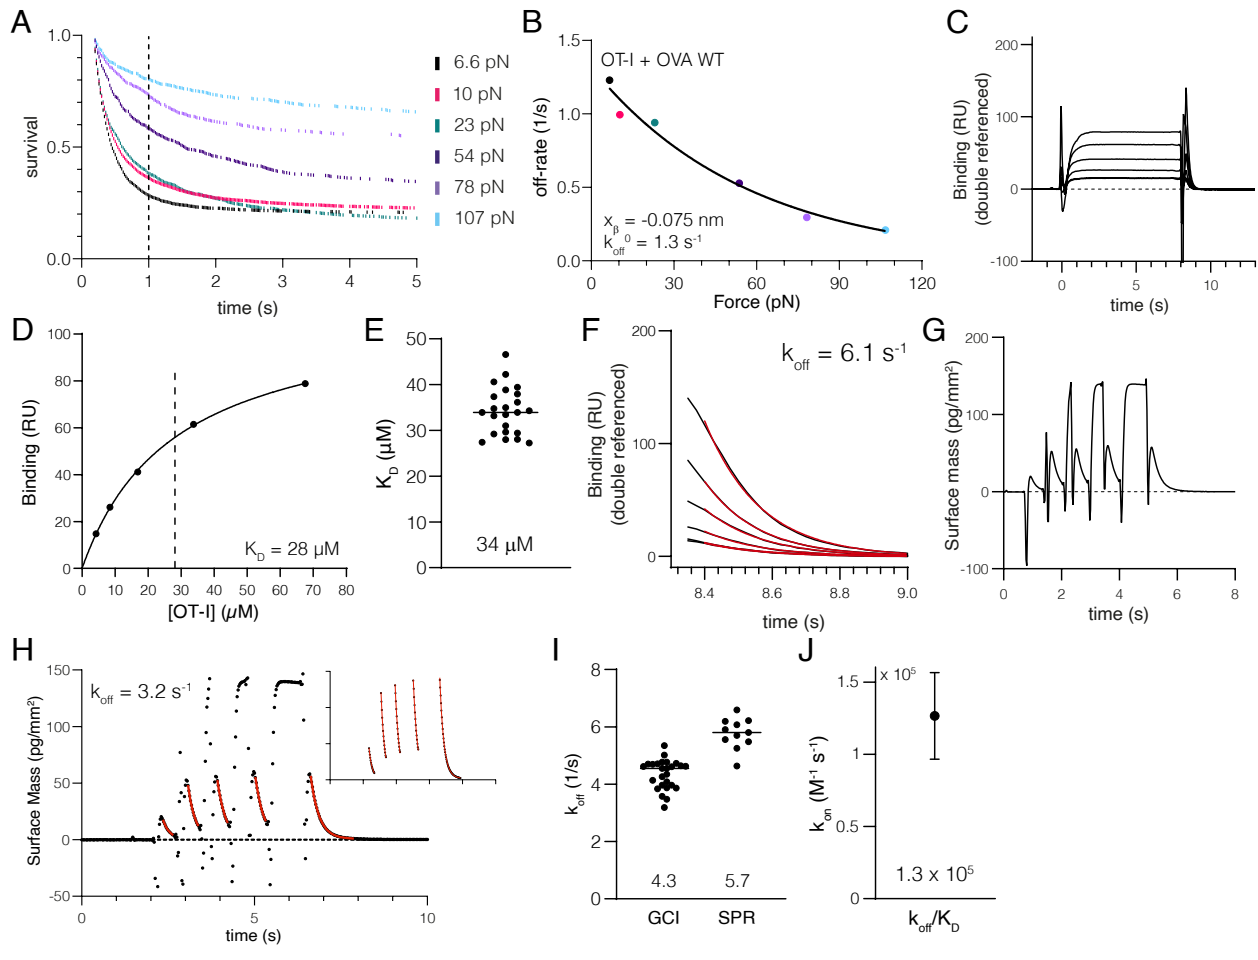 A
1.0
0.5
0.0
survival
0 1 2 3 4 5
time (s)
6.6 pN
10 pN
23 pN
54 pN
78 pN
107 pN
B
1.5
1.0
0.5
0.0
off-rate (1/s)
OT-I + OVA WT
xβ = -0.075 nm
koff⁰ = 1.3 s⁻¹
0 30 60 90 120
Force (pN)
C
200
100
0
-100
Binding (RU)
(double referenced)
0 5 10
time (s)
D
100
80
60
40
20
0
Binding (RU)
KD = 28 µM
0 10 20 30 40 50 60 70 80
[OT-I] (µM)
E
50
40
30
20
10
0
KD (µM)
34 µM
F
200
100
0
Binding (RU)
(double referenced)
koff = 6.1 s⁻¹
8.4 8.6 8.8 9.0
time (s)
G
200
100
0
-100
Surface mass (pg/mm²)
0 2 4 6 8
time (s)
H
150
100
50
0
-50
Surface Mass (pg/mm²)
koff = 3.2 s⁻¹
0 5 10
time (s)
I
8
6
4
2
0
koff (1/s)
4.3 5.7
GCI SPR
J
x 10⁵
1.5
1
0.5
0
kon (M⁻¹ s⁻¹)
1.3 x 10⁵
koff/KD